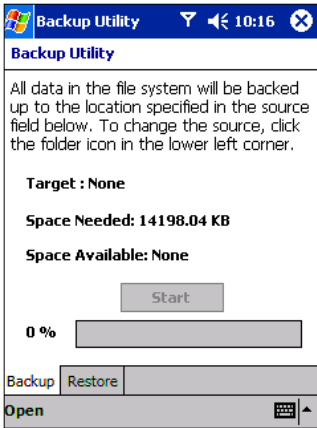 Backup Utility 10:16
Backup Utility
All data in the file system will be backed
up to the location specified in the source
field below. To change the source, click
the folder icon in the lower left corner.
Target : None
Space Needed: 14198.04 KB
Space Available: None
Start
0 %
Backup Restore
Open